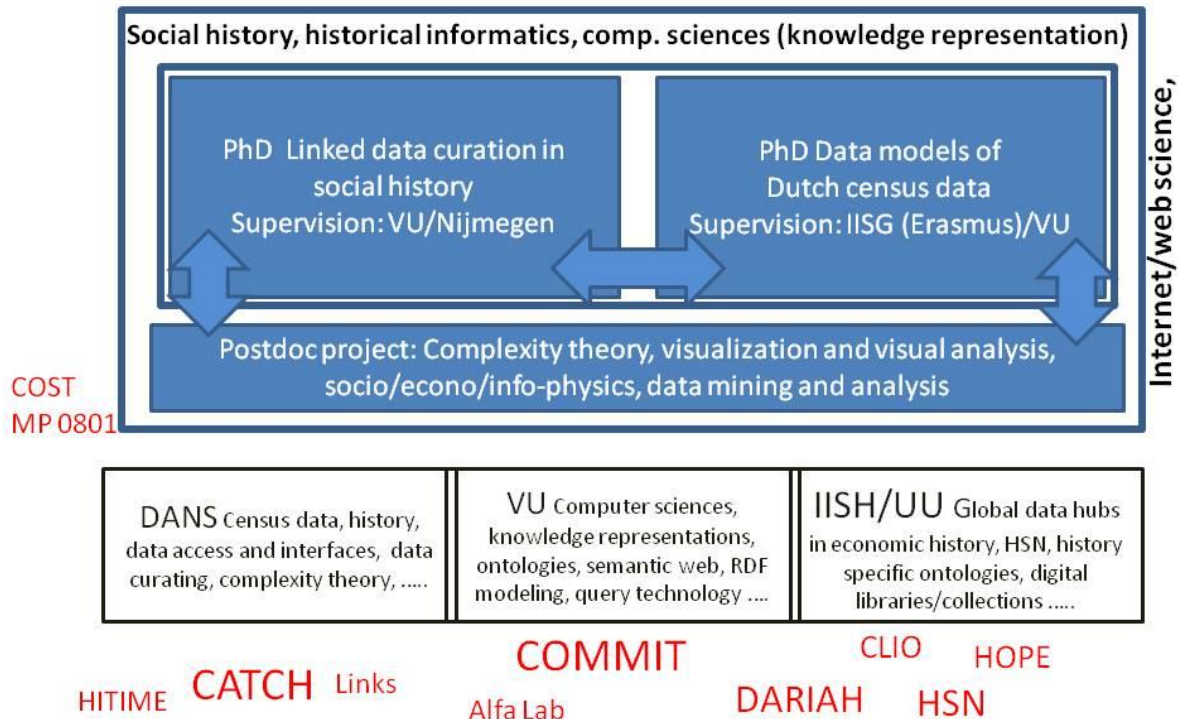 Social history, historical informatics, comp. sciences (knowledge representation)
Internet/web science,
PhD Linked data curation in
social history
Supervision: VU/Nijmegen
PhD Data models of
Dutch census data
Supervision: IISG (Erasmus)/VU
Postdoc project: Complexity theory, visualization and visual analysis,
socio/econo/info-physics, data mining and analysis
COST
MP 0801
DANS Census data, history,
data access and interfaces, data
curating, complexity theory, .....
VU Computer sciences,
knowledge representations,
ontologies, semantic web, RDF
modeling, query technology ....
IISH/UU Global data hubs
in economic history, HSN, history
specific ontologies, digital
libraries/collections .....
HITIME
CATCH
Links
COMMIT
Alfa Lab
CLIO
HOPE
DARIAH
HSN